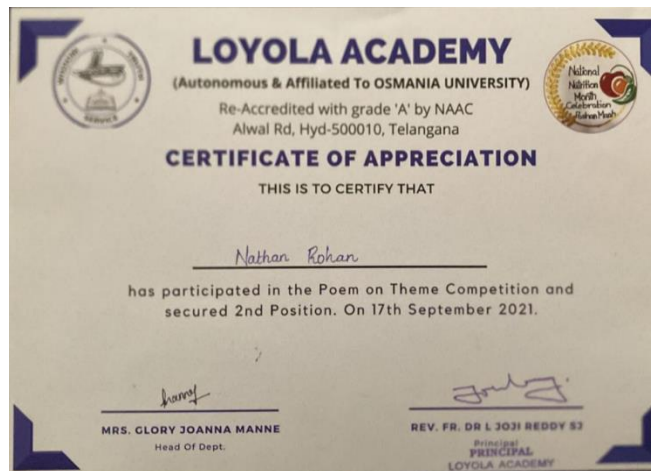 LOYOLA ACADEMY
(Autonomous & Affiliated To OSMANIA UNIVERSITY)
Re-Accredited with grade 'A' by NAAC
Alwal Rd, Hyd-500010, Telangana
National
Nutrition
Month
Celebration
Poshan Maah
SERVICE
CERTIFICATE OF APPRECIATION
THIS IS TO CERTIFY THAT
Nathan Rohan
has participated in the Poem on Theme Competition and
secured 2nd Position. On 17th September 2021.
MRS. GLORY JOANNA MANNE
Head Of Dept.
REV. FR. DR L JOJI REDDY SJ
Principal
PRINCIPAL
LOYOLA ACADEMY